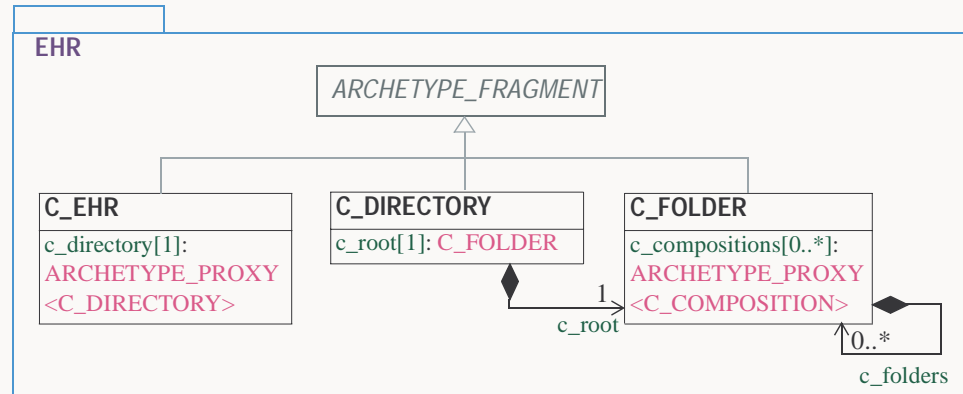 EHR
ARCHETYPE_FRAGMENT
C_EHR
c_directory[1]:
ARCHETYPE_PROXY
<C_DIRECTORY>
C_DIRECTORY
c_root[1]: C_FOLDER
C_FOLDER
c_compositions[0..*]:
ARCHETYPE_PROXY
<C_COMPOSITION>
1
c_root
0..*
c_folders